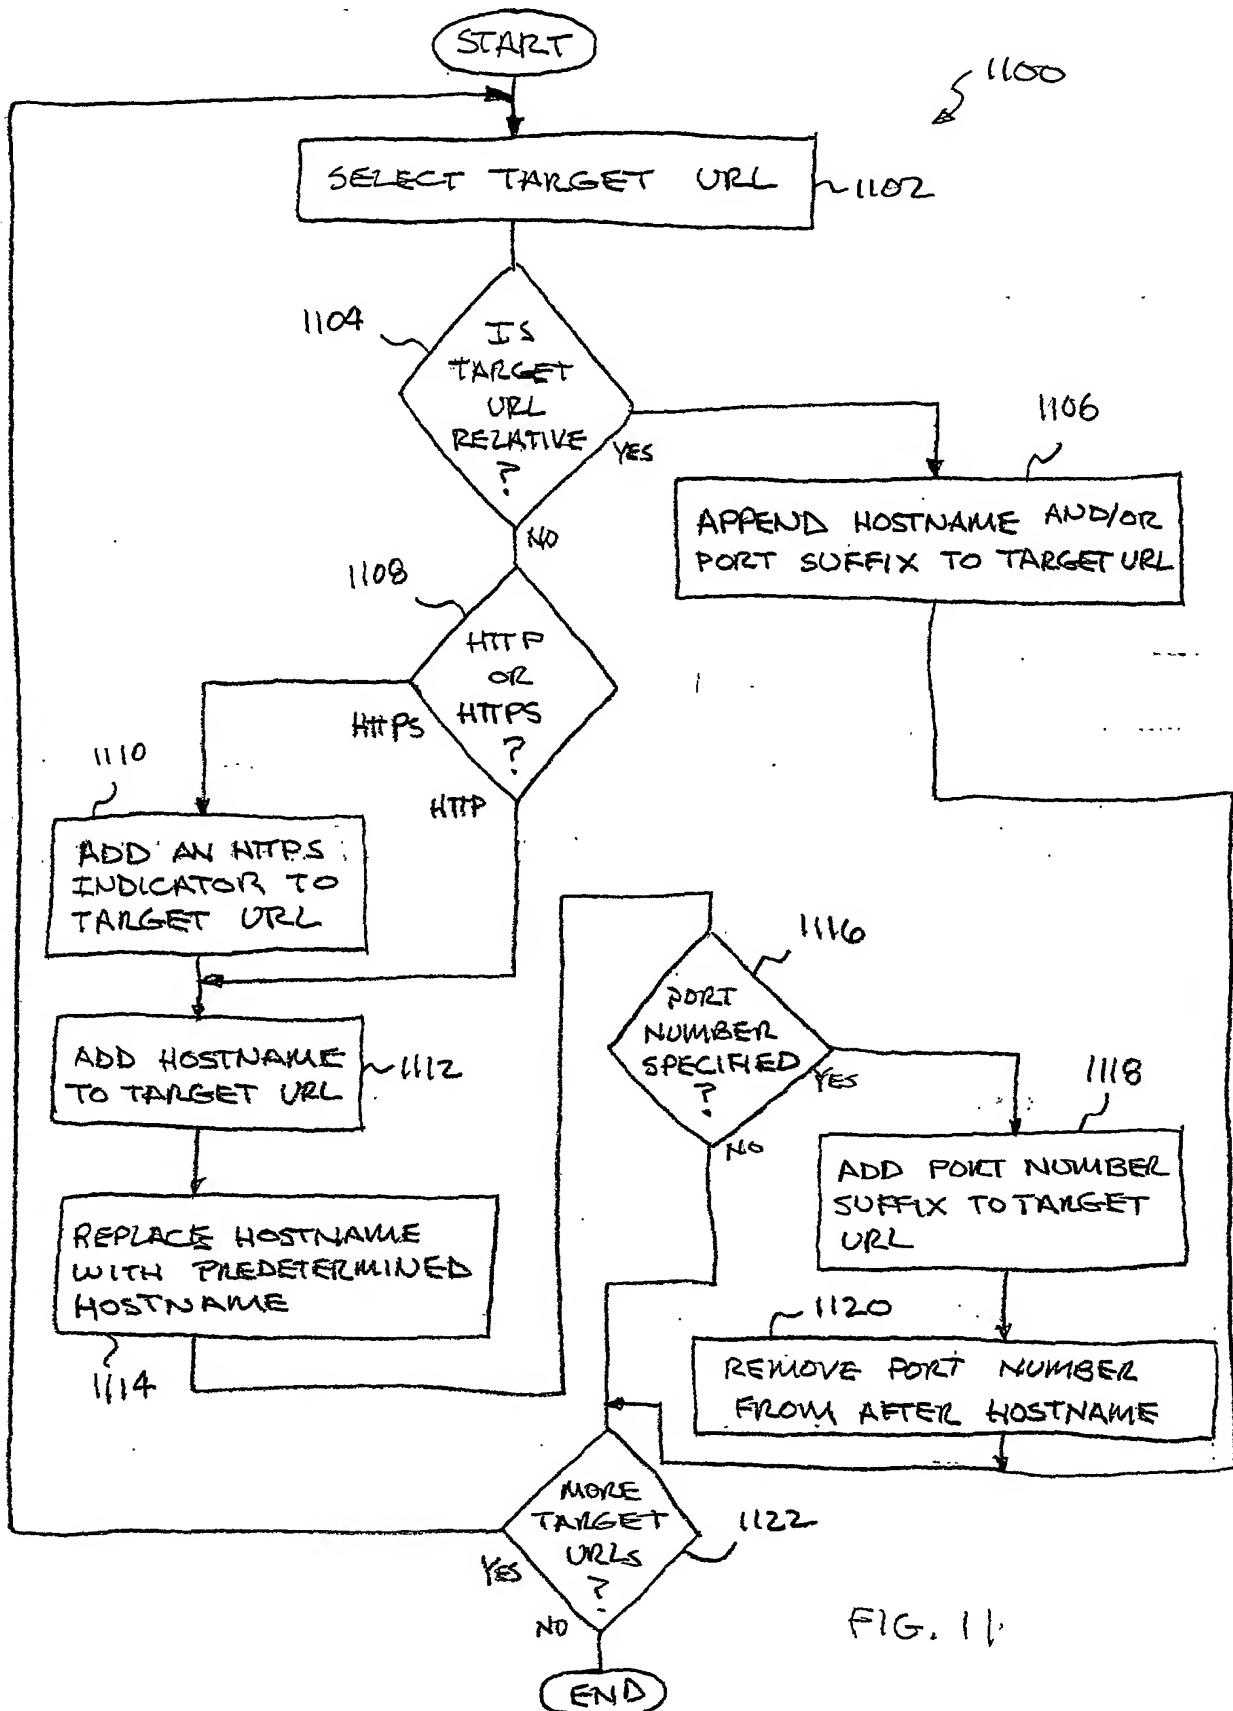 START
1100
SELECT TARGET URL
1102
1104
IS
TARGET
URL
RELATIVE
?
YES
NO
1106
APPEND HOSTNAME AND/OR
PORT SUFFIX TO TARGET URL
1108
HTTP
OR
HTTPS
?
HTTPS
HTTP
1110
ADD AN HTTPS
INDICATOR TO
TARGET URL
ADD HOSTNAME
TO TARGET URL
1112
REPLACE HOSTNAME
WITH PREDETERMINED
HOSTNAME
1114
1116
PORT
NUMBER
SPECIFIED
?
YES
NO
1118
ADD PORT NUMBER
SUFFIX TO TARGET
URL
1120
REMOVE PORT NUMBER
FROM AFTER HOSTNAME
MORE
TARGET
URLS
?
1122
YES
NO
END
FIG. 11